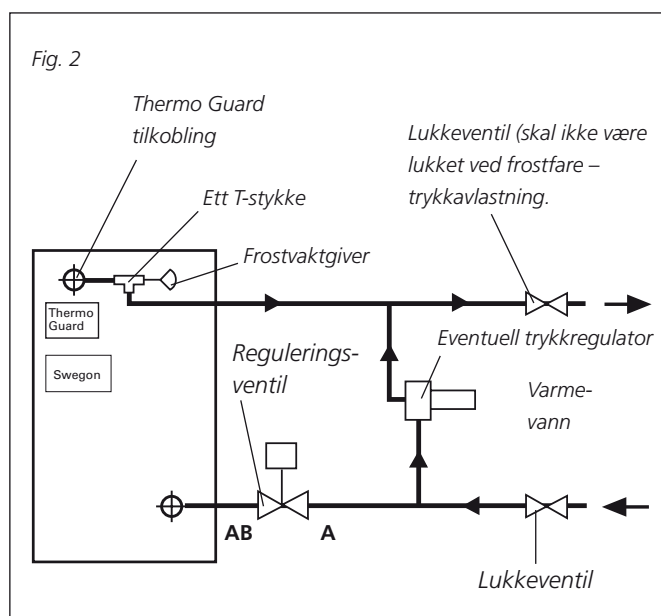 Fig. 2
Thermo Guard
tilkobling
Lukkeventil (skal ikke være
lukket ved frostfare –
trykkavlastning.
Ett T-stykke
Frostvaktgiver
Thermo
Guard
Swegon
Regulerings-
ventil
Eventuell trykkregulator
Varme-
vann
AB
A
Lukkeventil